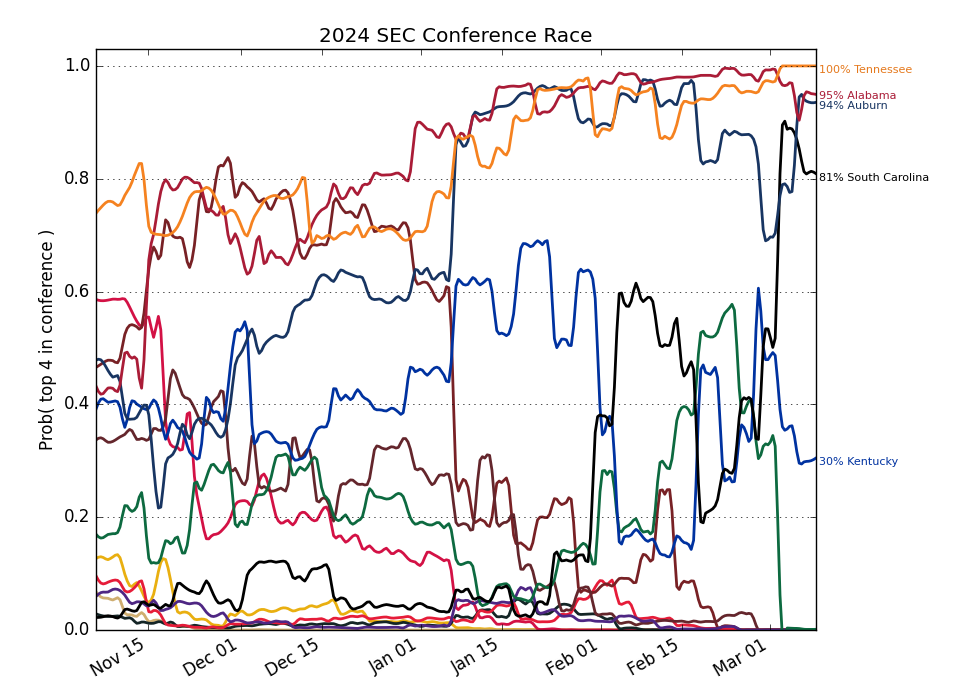 2024 SEC Conference Race
Prob( top 4 in conference )
1.0
0.8
0.6
0.4
0.2
0.0
Nov 15
Dec 01
Dec 15
Jan 01
Jan 15
Feb 01
Feb 15
Mar 01
100% Tennessee
95% Alabama
94% Auburn
81% South Carolina
30% Kentucky